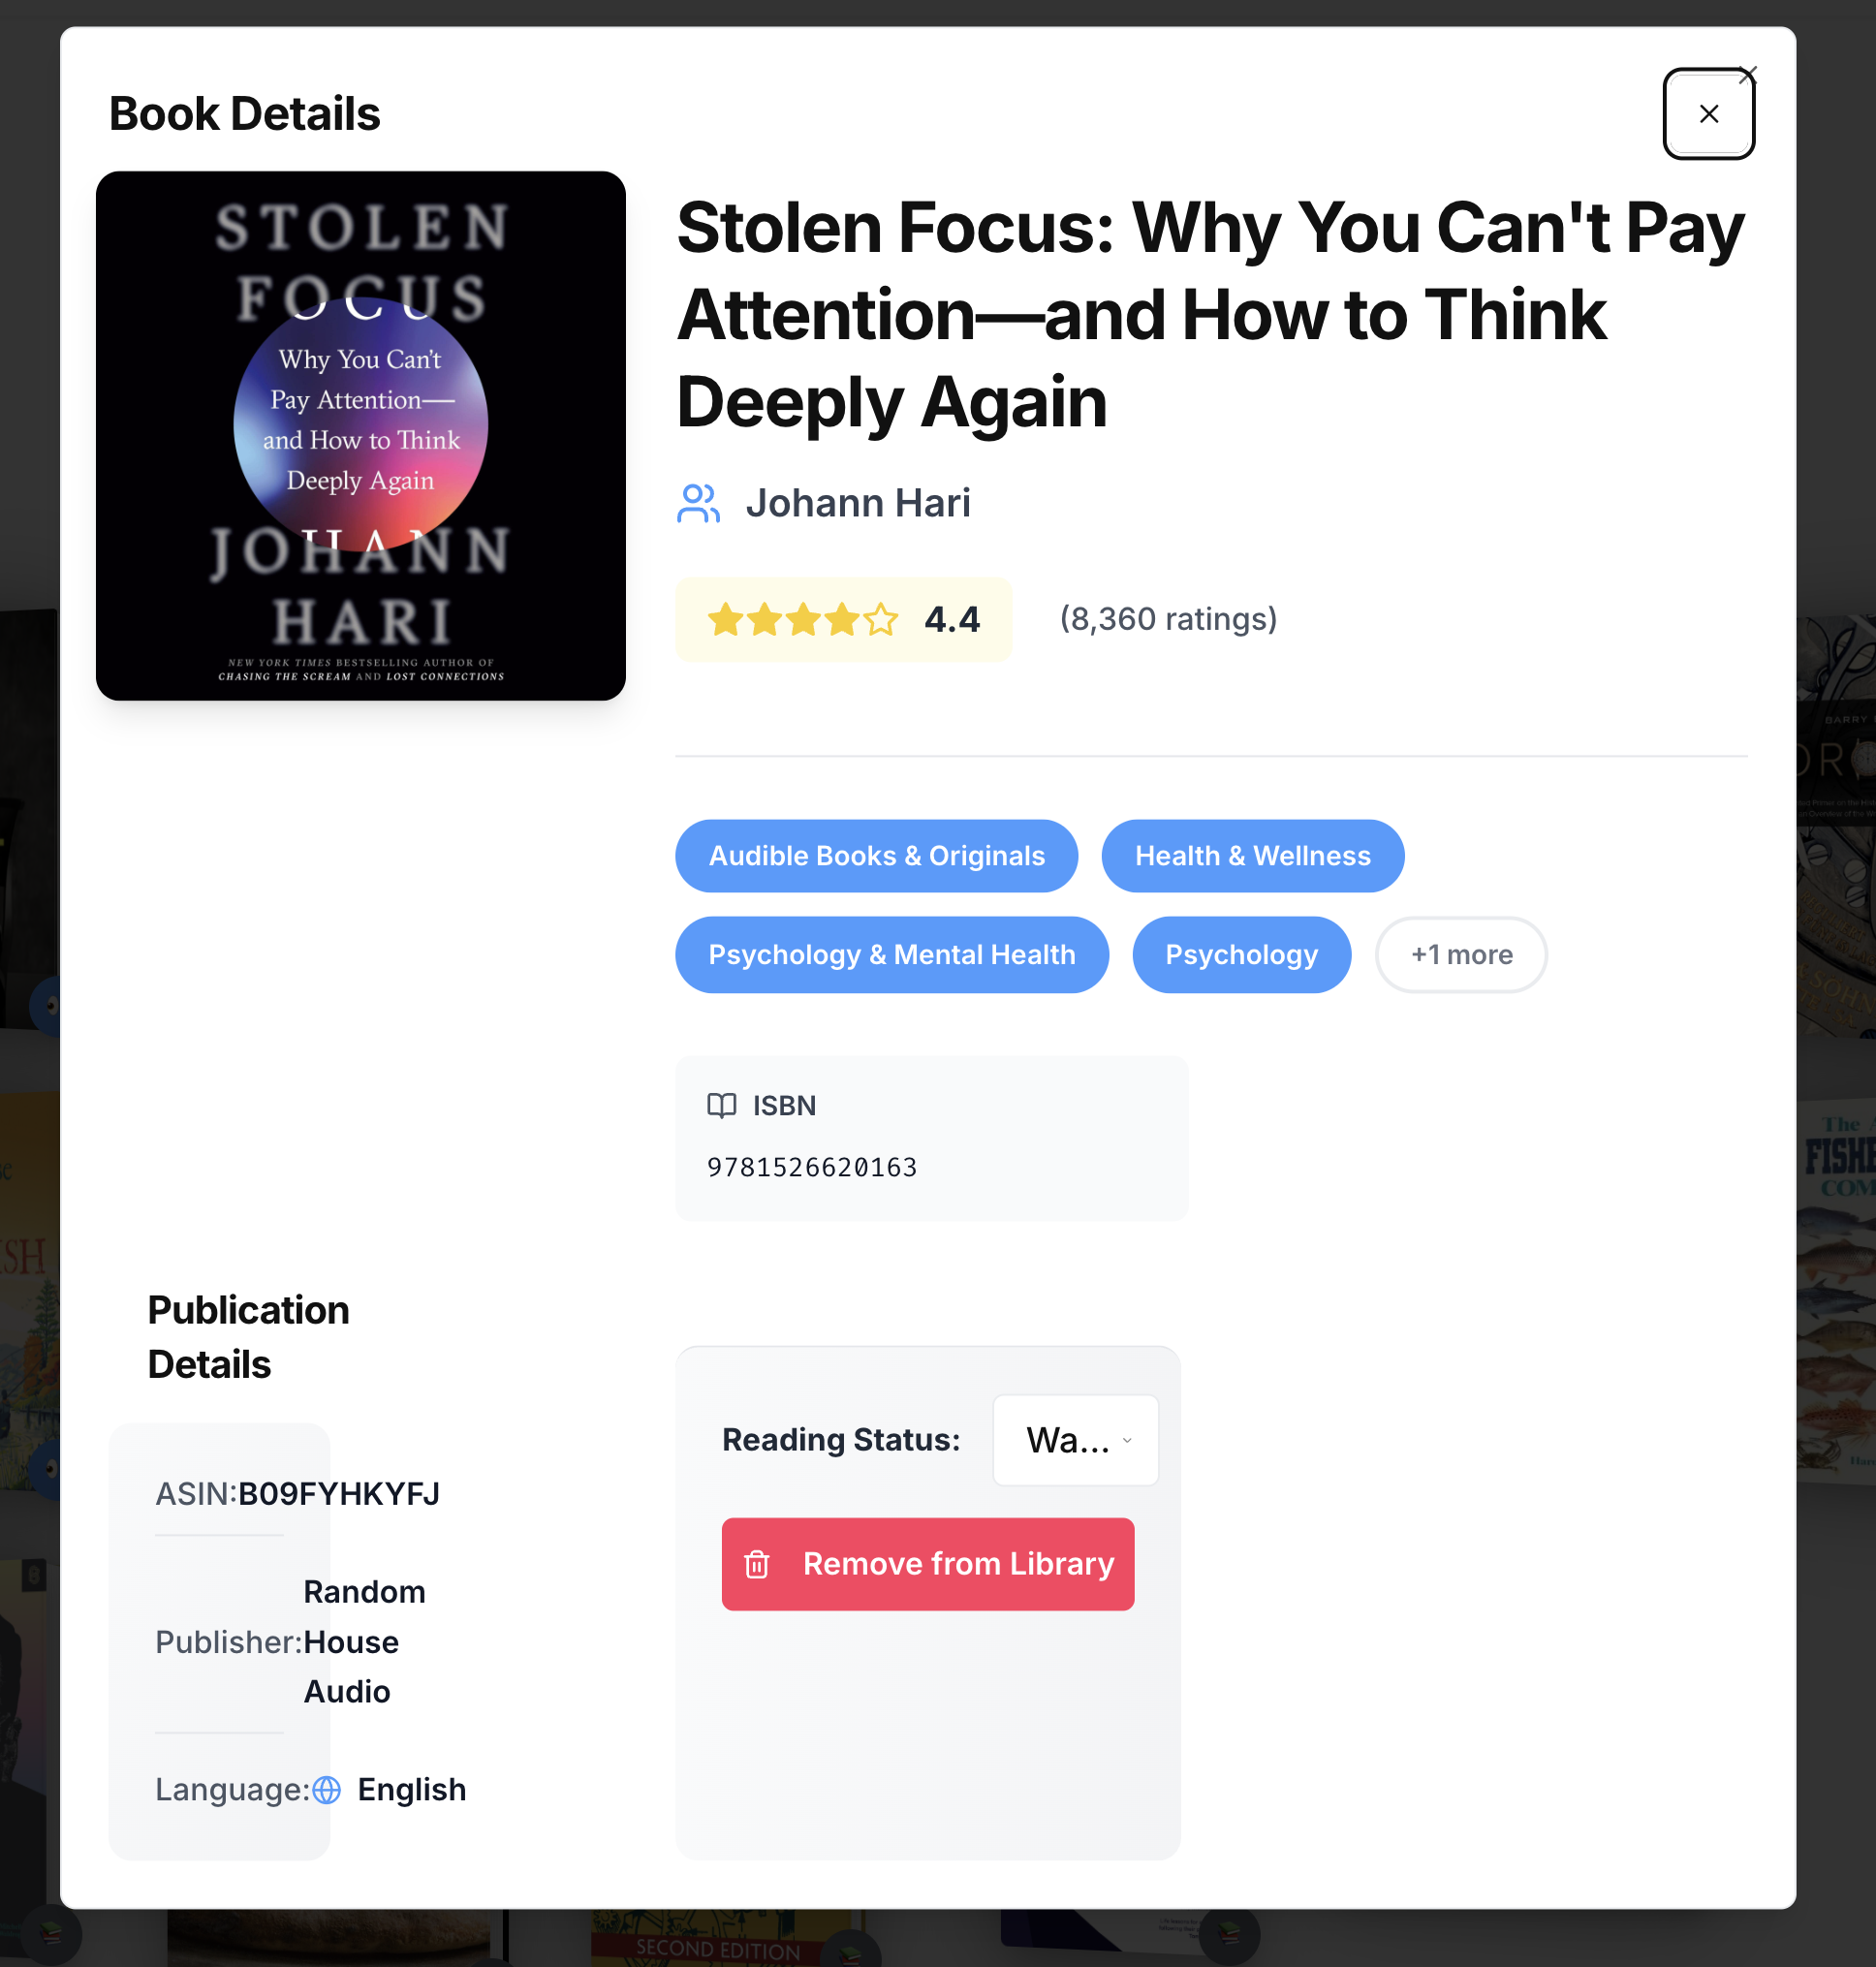 Book Details
STOLEN
FOCUS
Why You Can't
Pay Attention—
and How to Think
Deeply Again
JOHANN
HARI
NEW YORK TIMES BESTSELLING AUTHOR OF
CHASING THE SCREAM AND LOST CONNECTIONS
Stolen Focus: Why You Can't Pay
Attention—and How to Think
Deeply Again
Johann Hari
4.4 (8,360 ratings)
Audible Books & Originals Health & Wellness
Psychology & Mental Health Psychology +1 more
ISBN
9781526620163
Publication
Details
ASIN:B09FYHKYFJ
Publisher:Random
House
Audio
Language: English
Reading Status: Wa...
Remove from Library
BARRY
The
FISHE
COM
SECOND EDITION